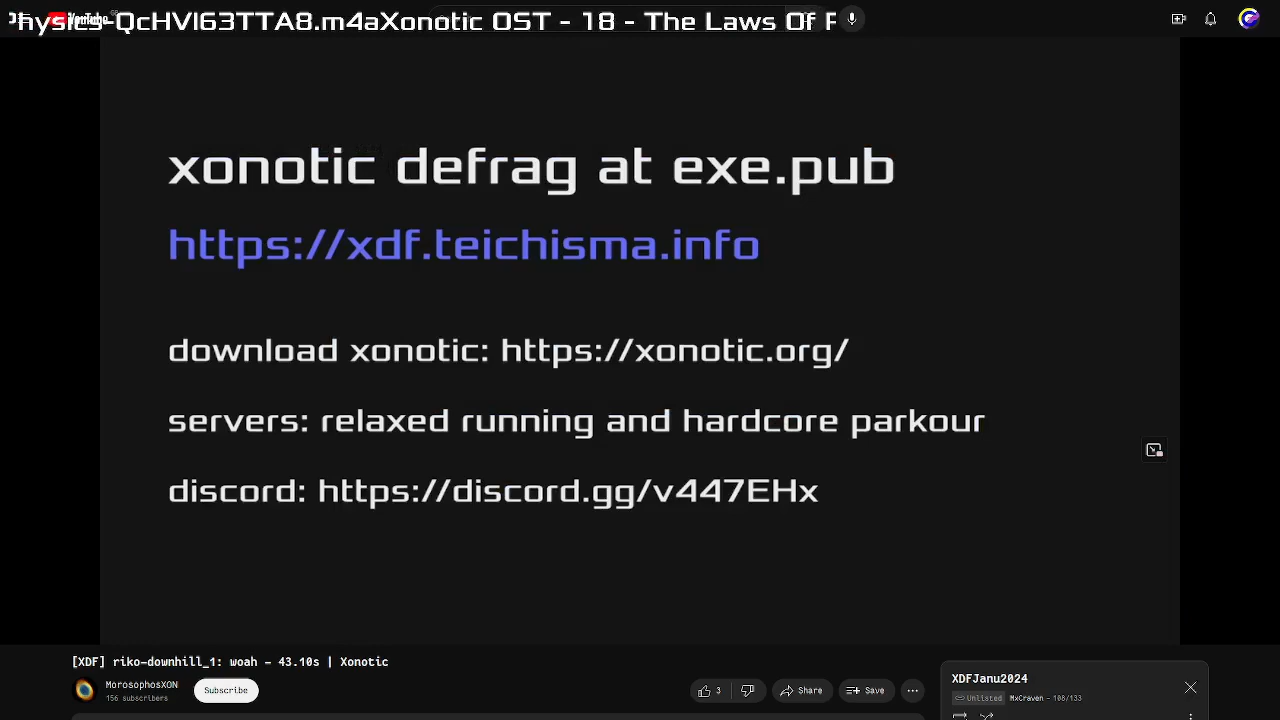 hysics-QcHVI63TTA8.m4aXonotic OST - 18 - The Laws Of P
YouTube
xonotic defrag at exe.pub
https://xdf.teichisma.info
download xonotic: https://xonotic.org/
servers: relaxed running and hardcore parkour
discord: https://discord.gg/v447EHx
[XDF] riko-downhill_1: woah – 43.10s | Xonotic
MorosophosXON
156 subscribers
Subscribe
3
Share
Save
XDFJanu2024
Unlisted
MxCraven - 108/133